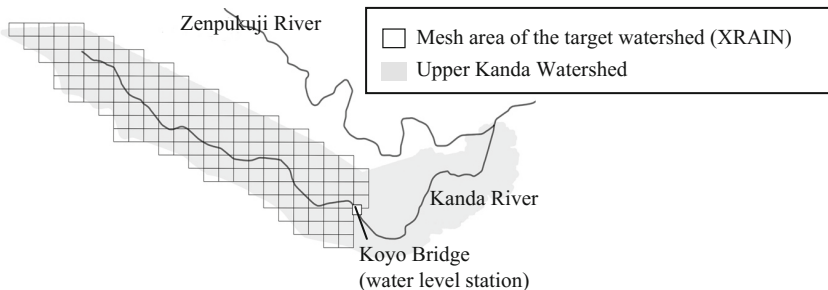 Zenpukuji River
Mesh area of the target watershed (XRAIN)
Upper Kanda Watershed
Kanda River
Koyo Bridge
(water level station)